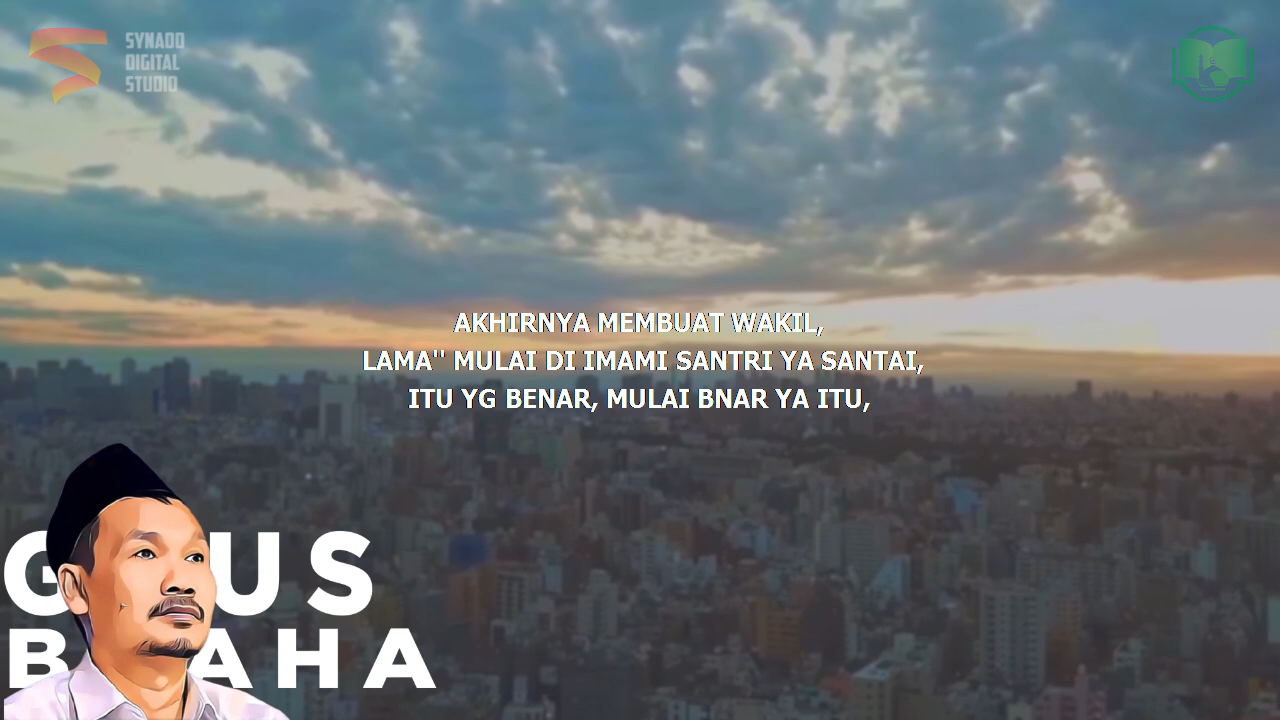 SYNADO
DIGITAL
STUDIO
AKHIRNYA MEMBUAT WAKIL,
LAMA'' MULAI DI IMAMI SANTRI YA SANTAI,
ITU YG BENAR, MULAI BNAR YA ITU,
GUS
BAHA